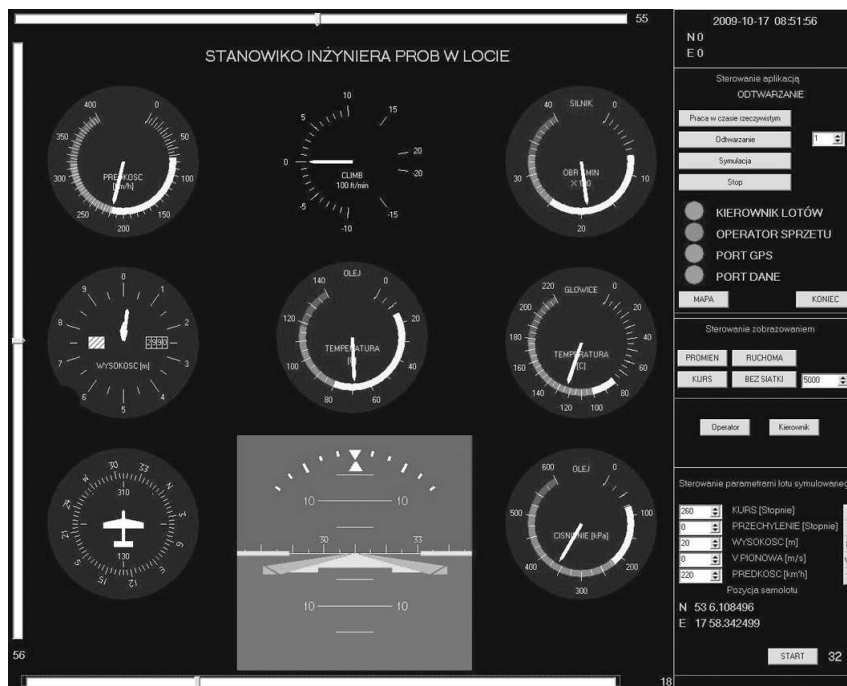 55
2009-10-17 08:51:56
N 0
E 0
STANOWIKO INŻYNIERA PROB W LOCIE
Sterowanie aplikacją
ODTWARZANIE
Praca w czasie rzeczywistym
Odtwarzanie
1
Symulacja
Stop
KIEROWNIK LOTÓW
OPERATOR SPRZETU
PORT GPS
PORT DANE
MAPA
KONIEC
400
0
350
50
300
100
250
200
PREDKOSC
[km/h]
10
5
15
0
20
-20
-5
-15
-10
CLIMB
100 ft/min
SILNIK
40
0
30
10
20
OBR / MIN
0
9
1
8
2
7
3
6
4
5
2990
WYSOKOSC [m]
OLEJ
0
140
120
20
100
40
80
60
TEMPERATURA
GLOWICE
220
0
200
20
180
40
160
60
140
80
120
100
TEMPERATURA
[C]
Sterowanie zobrazowaniem
PROMIEN
RUCHOMA
KURS
BEZ SIATKI
5000
Operator
Kierownik
N
30
33
24
310
N
E
21
3
S
6
15
12
130
10
10
30
33
10
10
OLEJ
600
0
500
100
400
200
300
CISNIENIE [kPa]
Sterowanie parametrami lotu symulowaneg
260 KURS [Stopnie]
0 PRZECHYLENIE [Stopnie]
20 WYSOKOSC [m]
0 V.PIONOWA [m/s]
220 PREDKOSC [km/h]
Pozycja samolotu
N 53 6.108496
E 17 58.342499
START 32
56
18